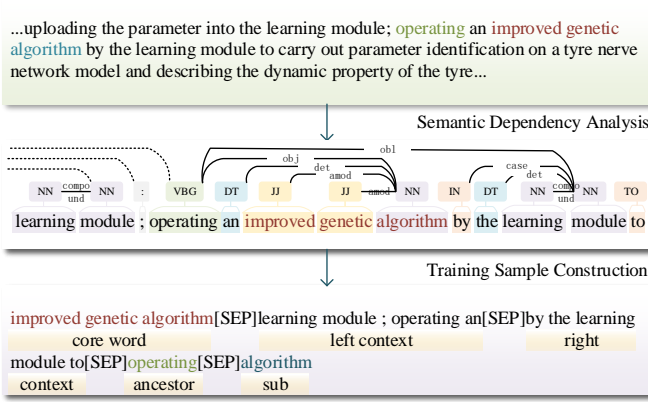 ...uploading the parameter into the learning module; operating an improved genetic
algorithm by the learning module to carry out parameter identification on a tyre nerve
network model and describing the dynamic property of the tyre...
Semantic Dependency Analysis
obl
obj
case
det
det
amod
NN compo und NN : VBG DT JJ JJ amod NN IN DT NN compo und NN TO
learning module ; operating an improved genetic algorithm by the learning module to
Training Sample Construction
improved genetic algorithm[SEP]learning module ; operating an[SEP]by the learning
core word left context right
module to[SEP]operating[SEP]algorithm
context ancestor sub